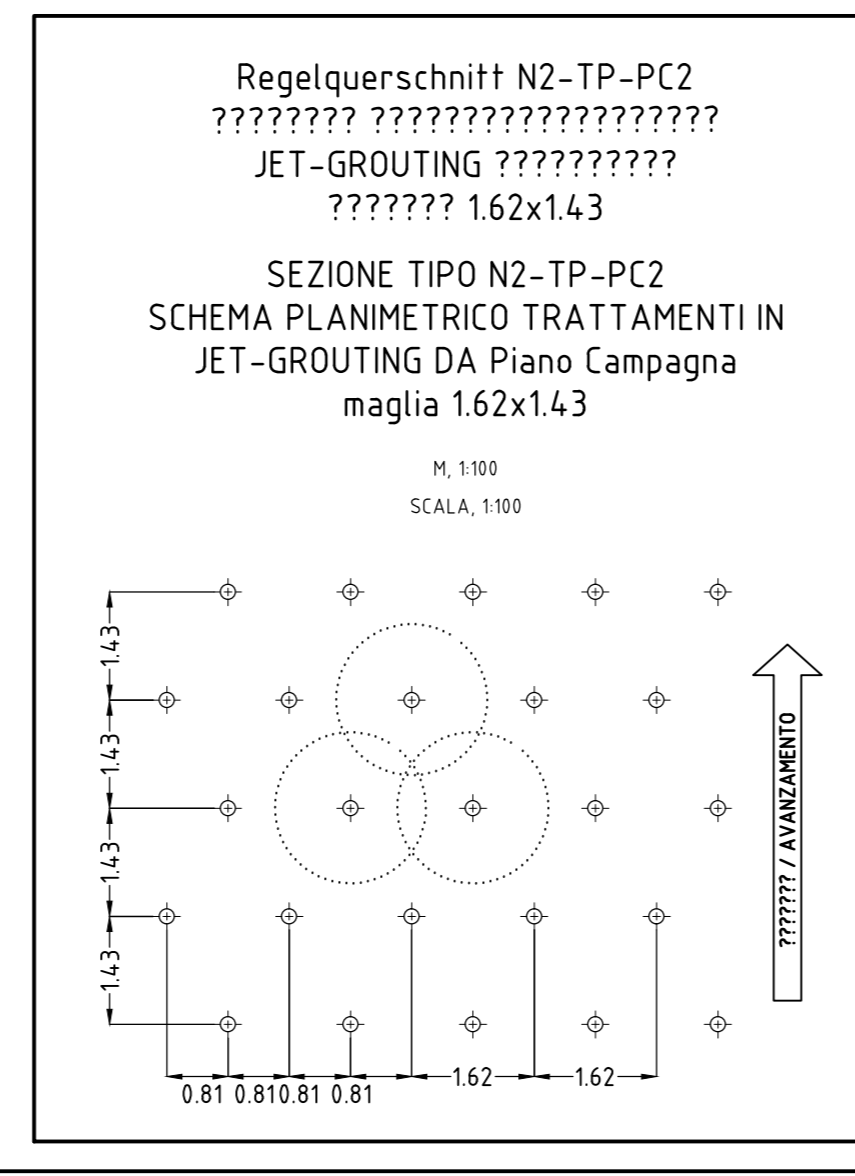 Regelquerschnitt N2-TP-PC2
???????? ???????????????????
JET-GROUTING ??????????
??????? 1.62x1.43
SEZIONE TIPO N2-TP-PC2
SCHEMA PLANIMETRICO TRATTAMENTI IN
JET-GROUTING DA Piano Campagna
maglia 1.62x1.43
M, 1:100
SCALA, 1:100
1.43
1.43
1.43
1.43
??????? / AVANZAMENTO
0.81 0.81 0.81 0.81 1.62 1.62